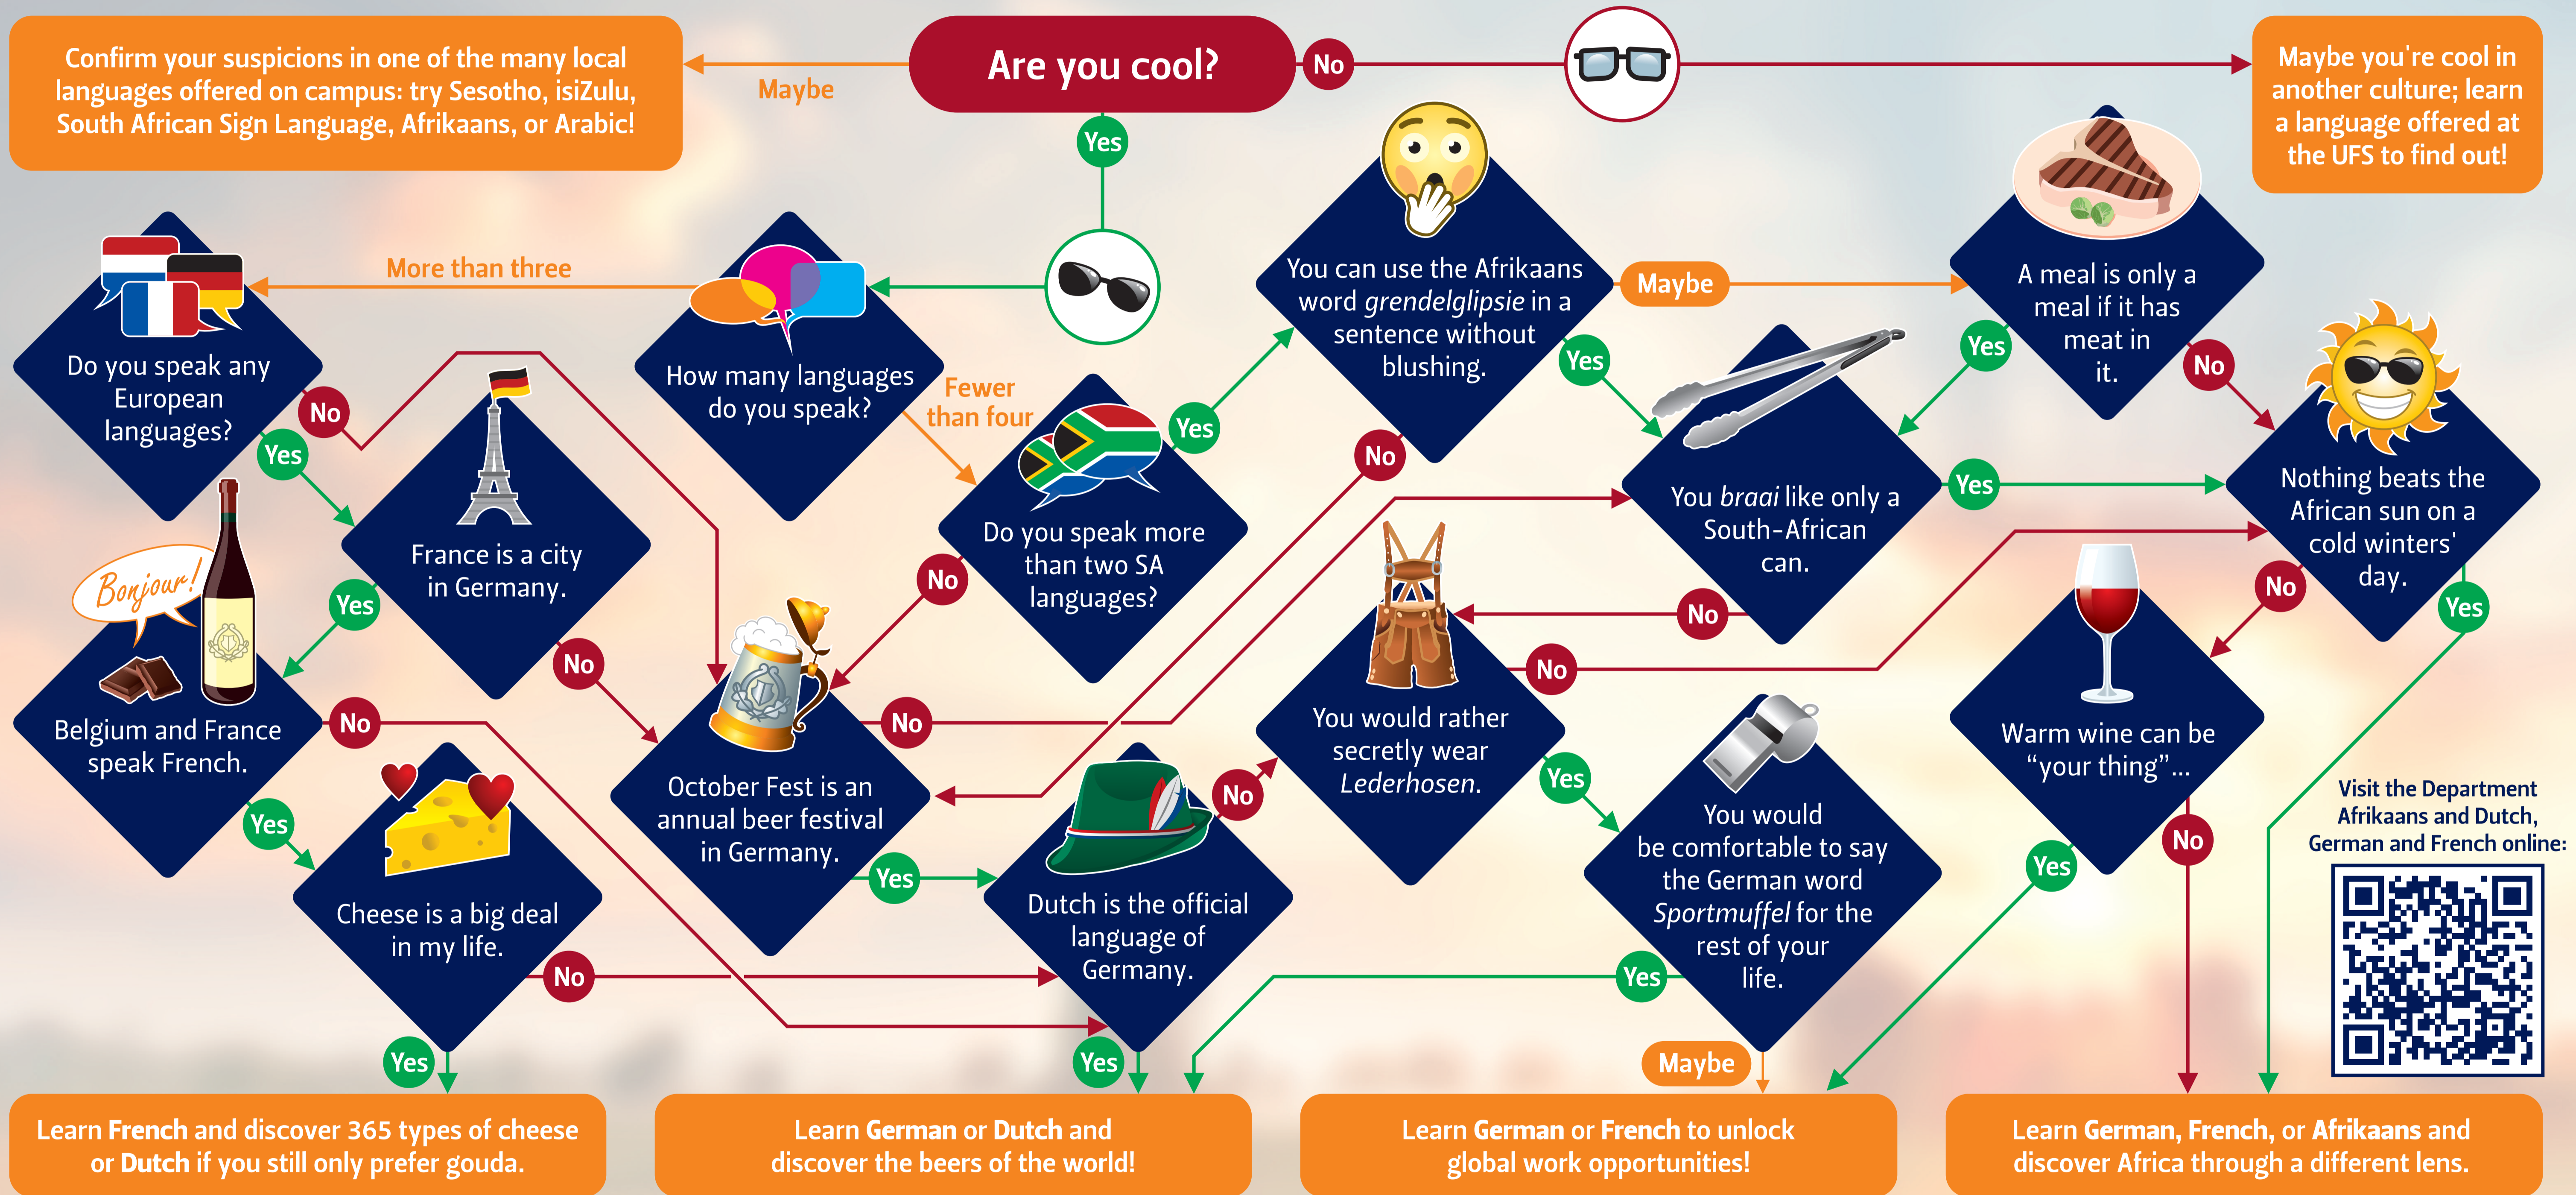 Are you cool?
Maybe
No
Yes
Confirm your suspicions in one of the many local
languages offered on campus: try Sesotho, isiZulu,
South African Sign Language, Afrikaans, or Arabic!
Maybe you're cool in
another culture; learn
a language offered at
the UFS to find out!
How many languages
do you speak?
More than three
Fewer
than four
Do you speak any
European
languages?
No
Yes
France is a city
in Germany.
Yes
No
Bonjour!
Belgium and France
speak French.
No
Yes
Cheese is a big deal
in my life.
No
Yes
Do you speak more
than two SA
languages?
Yes
No
October Fest is an
annual beer festival
in Germany.
No
Yes
Dutch is the official
language of
Germany.
No
Yes
You can use the Afrikaans
word grendelglipsie in a
sentence without
blushing.
Maybe
Yes
No
A meal is only a
meal if it has
meat in
it.
Yes
No
You braai like only a
South-African
can.
Yes
No
You would rather
secretly wear
Lederhosen.
No
Yes
You would
be comfortable to say
the German word
Sportmuffel for the
rest of your
life.
Yes
Maybe
Nothing beats the
African sun on a
cold winters'
day.
No
Yes
Warm wine can be
“your thing”...
Yes
No
Visit the Department
Afrikaans and Dutch,
German and French online:
Learn French and discover 365 types of cheese
or Dutch if you still only prefer gouda.
Learn German or Dutch and
discover the beers of the world!
Learn German or French to unlock
global work opportunities!
Learn German, French, or Afrikaans and
discover Africa through a different lens.